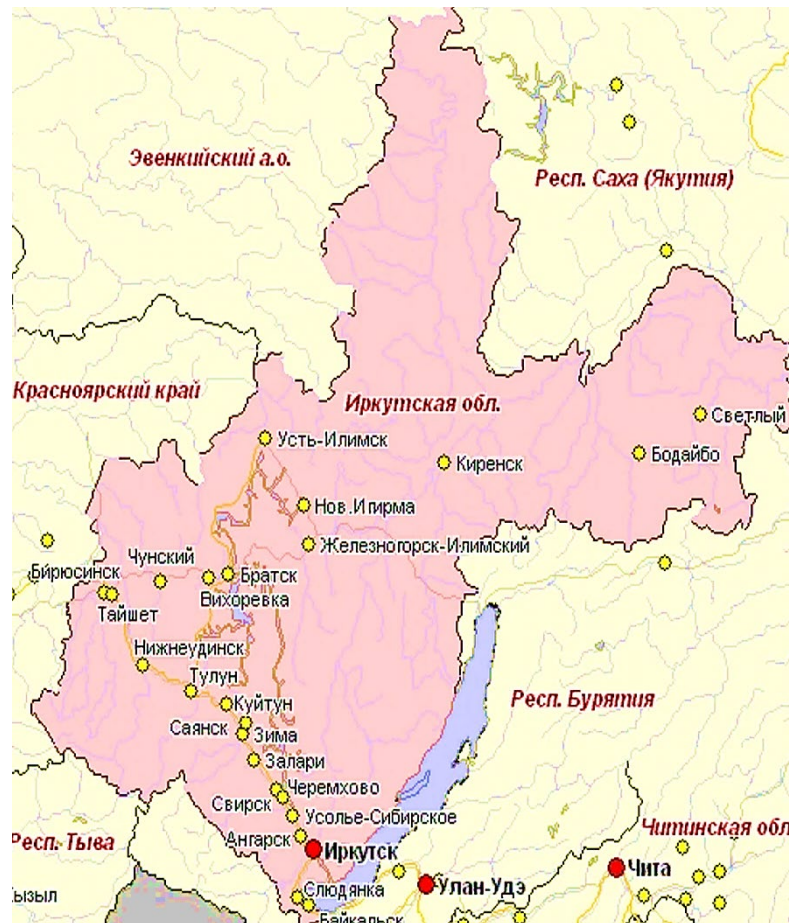 Эвенкийский а.о.
Респ. Саха (Якутия)
Красноярский край
Иркутская обл.
Светлый
Усть-Илимск
Бодайбо
Киренск
Нов.Игирма
Железногорск-Илимский
Чунский
Бирюсинск
Братск
Вихоревка
Тайшет
Нижнеудинск
Тулун
Респ. Бурятия
Куйтун
Саянск
Зима
Залари
Черемхово
Свирск
Усолье-Сибирское
Читинская обл
Ангарск
Респ. Тыва
Иркутск
Чита
Слюдянка
Улан-Удэ
ызыл
Байкальск